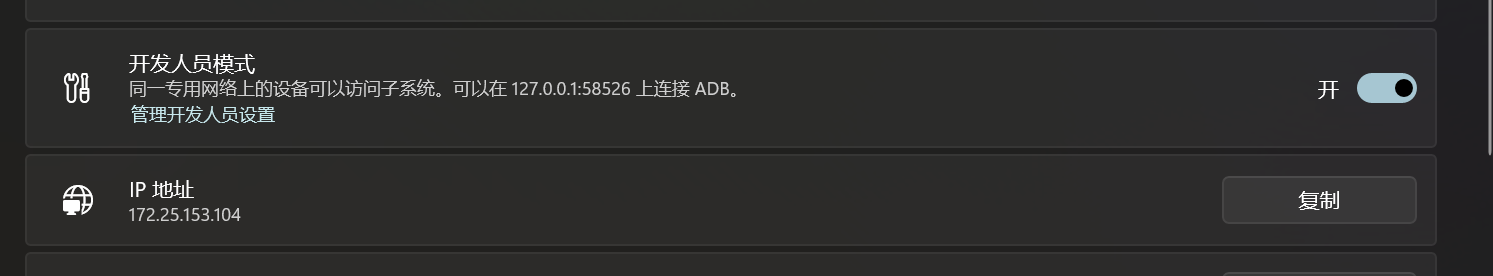 开发人员模式
同一专用网络上的设备可以访问子系统。可以在 127.0.0.1:58526 上连接 ADB。
管理开发人员设置
开
IP 地址
172.25.153.104
复制